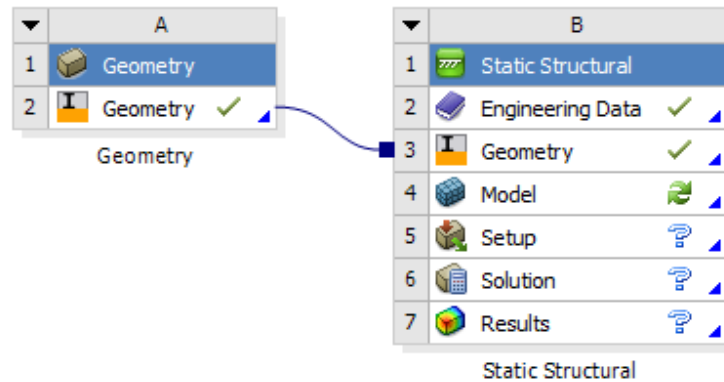 A
1 Geometry
2 Geometry
Geometry
B
1 Static Structural
2 Engineering Data
3 Geometry
4 Model
5 Setup
6 Solution
7 Results
Static Structural